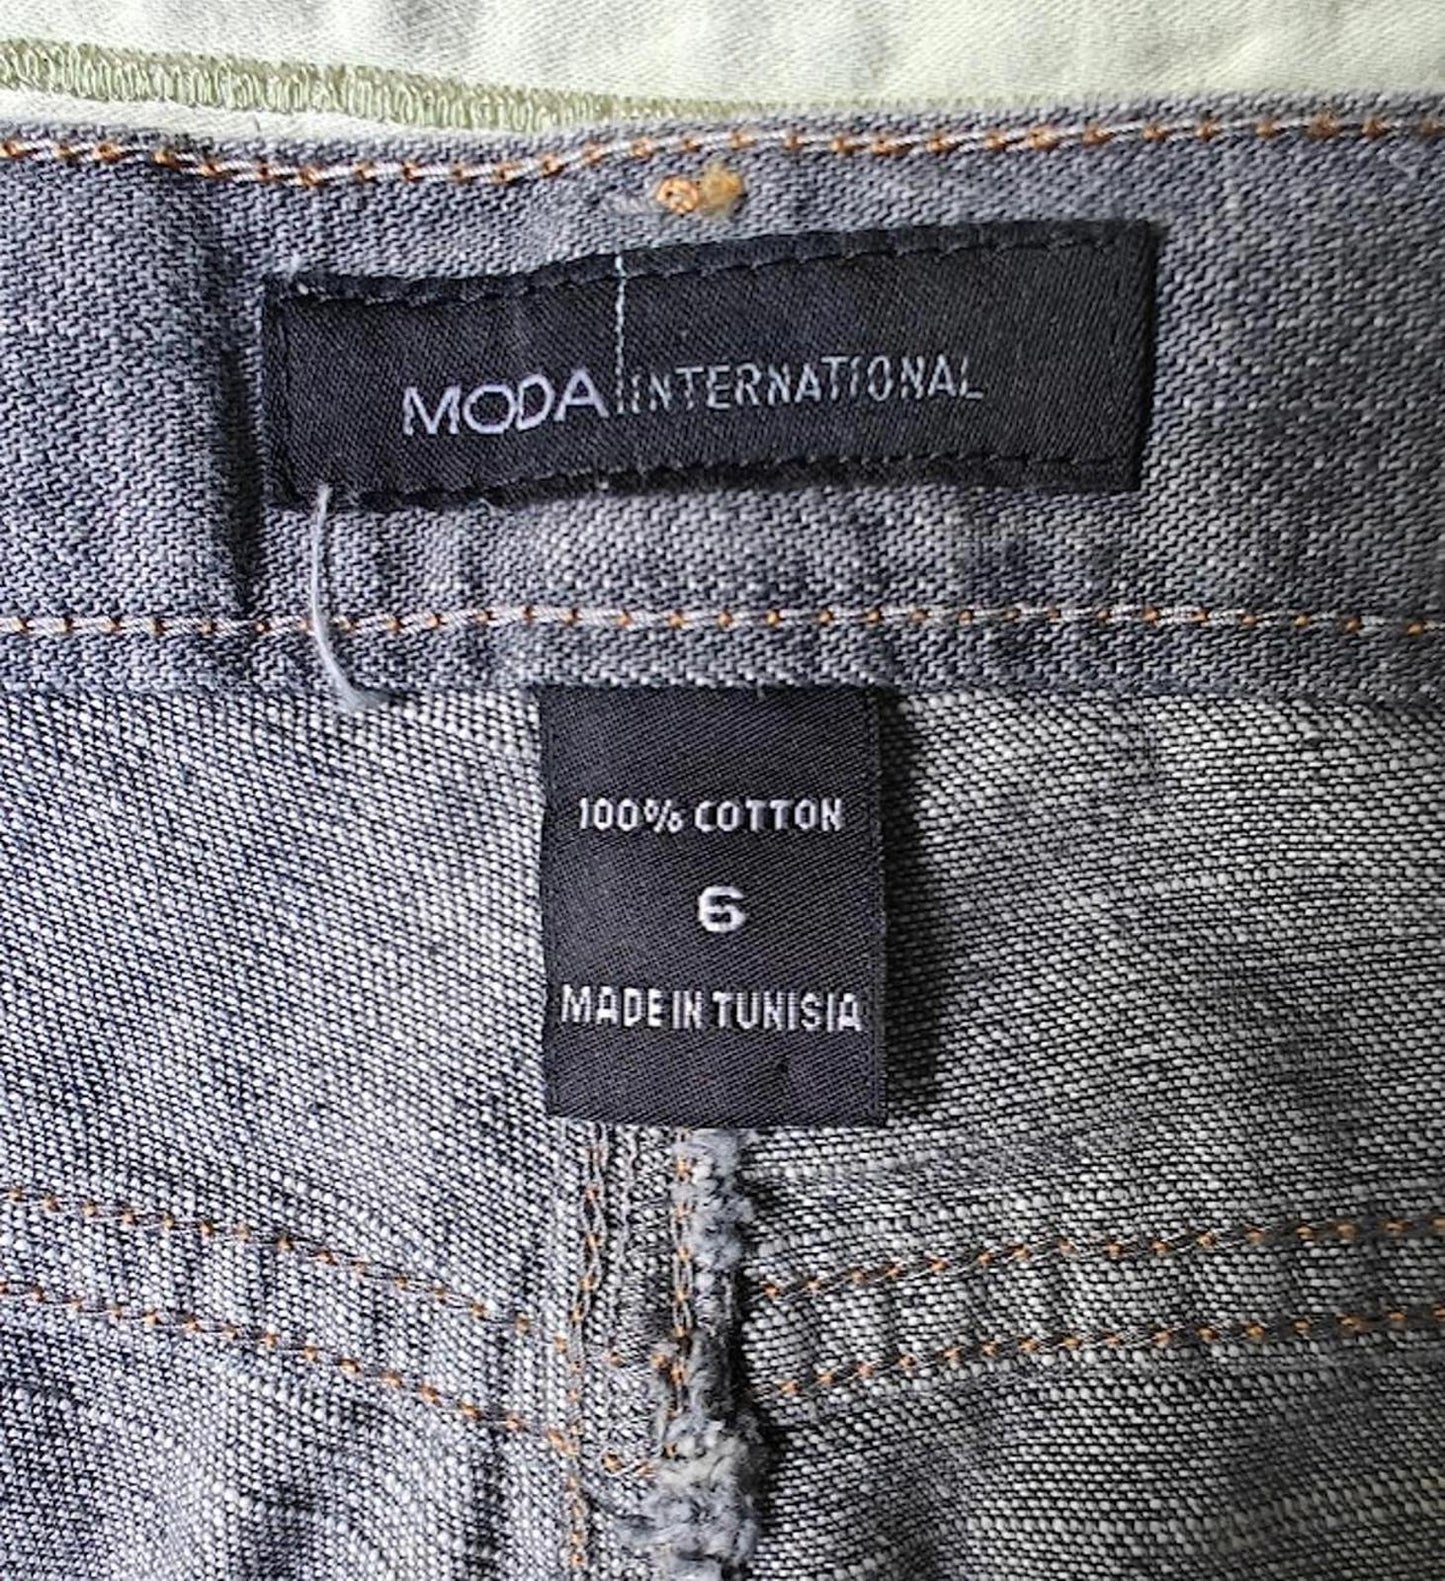 MODA INTERNATIONAL
100% COTTON
6
MADE IN TUNISIA